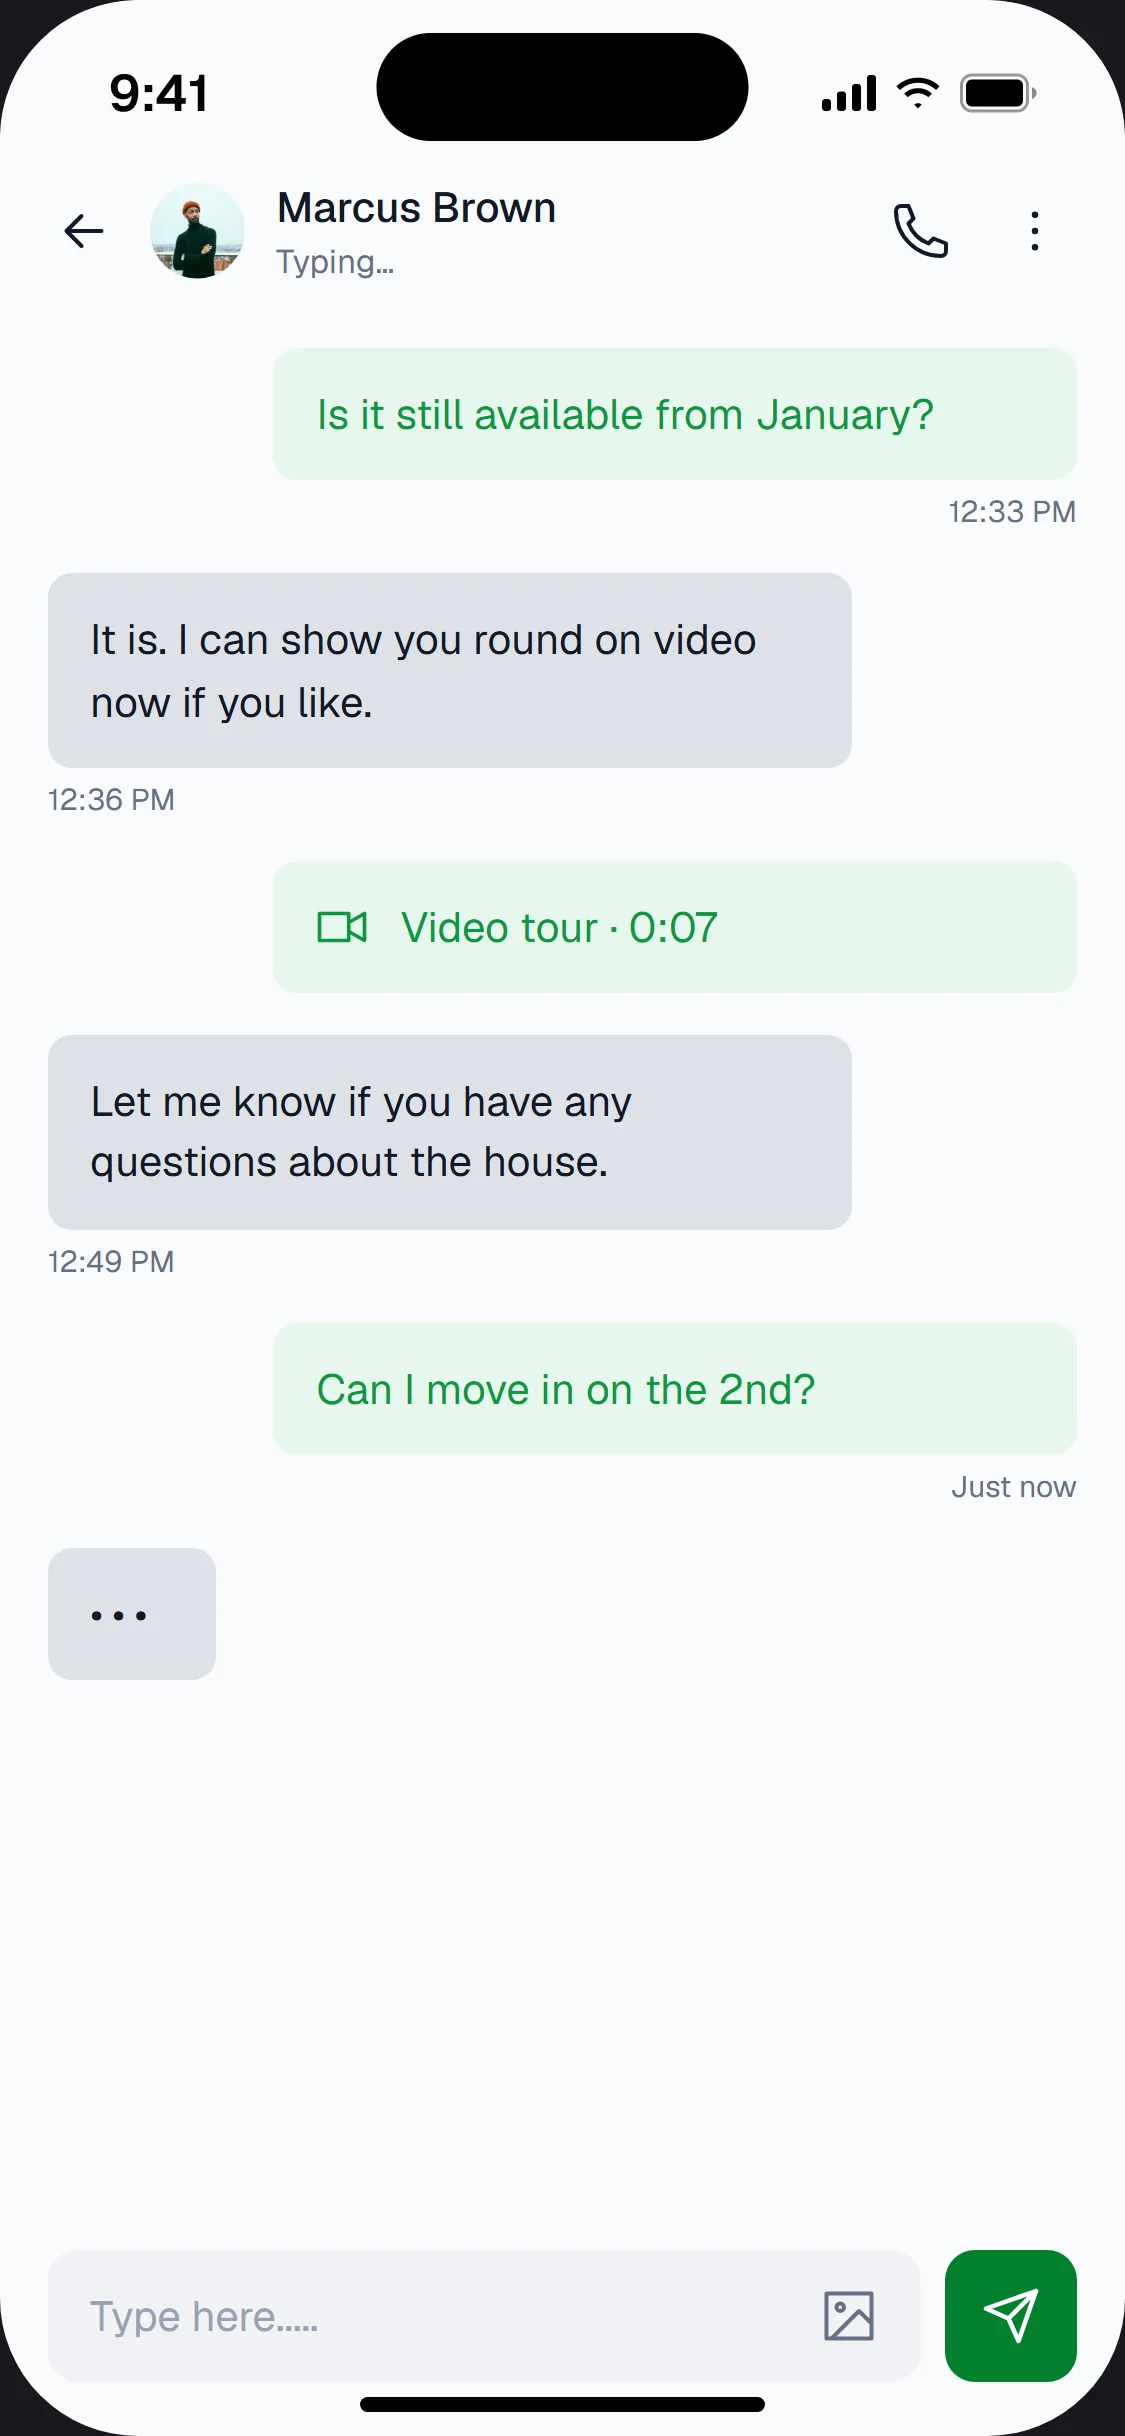 9:41
Marcus Brown
Typing...
Is it still available from January?
12:33 PM
It is. I can show you round on video
now if you like.
12:36 PM
Video tour · 0:07
Let me know if you have any
questions about the house.
12:49 PM
Can I move in on the 2nd?
Just now
Type here.....